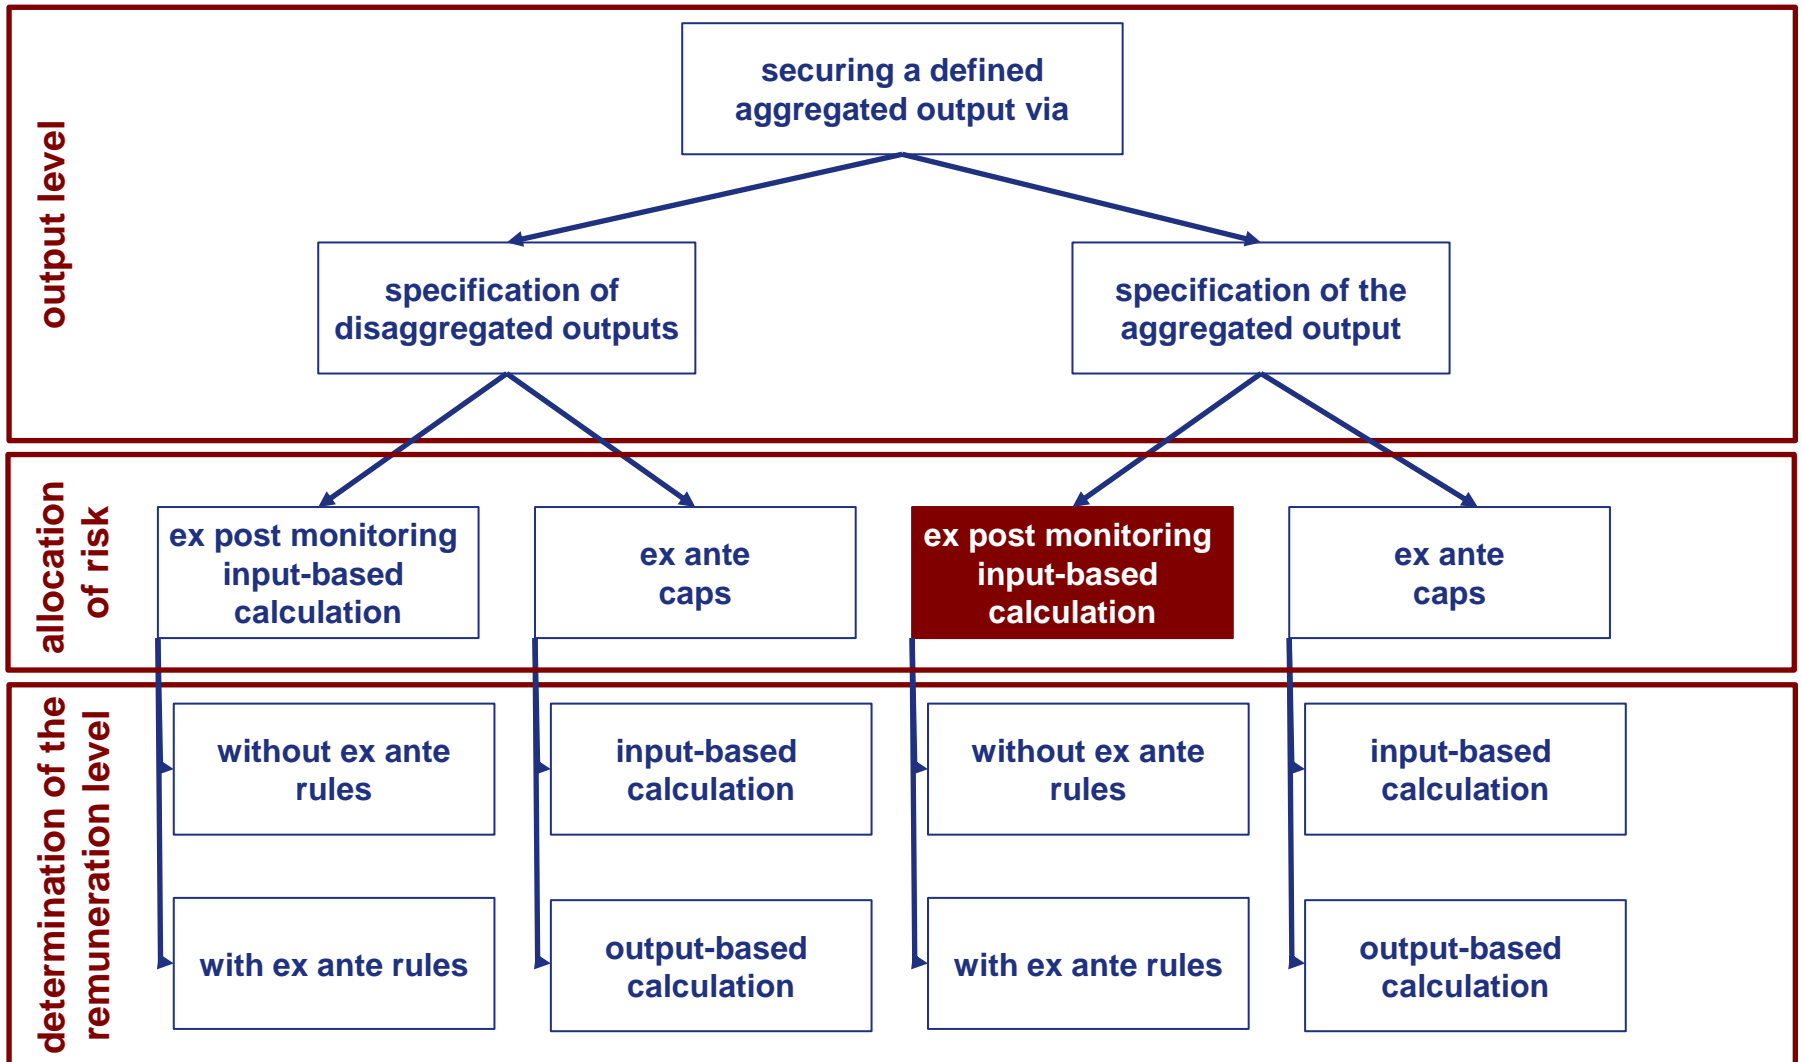 output level
securing a defined
aggregated output via
specification of
disaggregated outputs
specification of the
aggregated output
allocation
of risk
ex post monitoring
input-based
calculation
ex ante
caps
ex post monitoring
input-based
calculation
ex ante
caps
determination of the
remuneration level
without ex ante
rules
input-based
calculation
without ex ante
rules
input-based
calculation
with ex ante rules
output-based
calculation
with ex ante rules
output-based
calculation